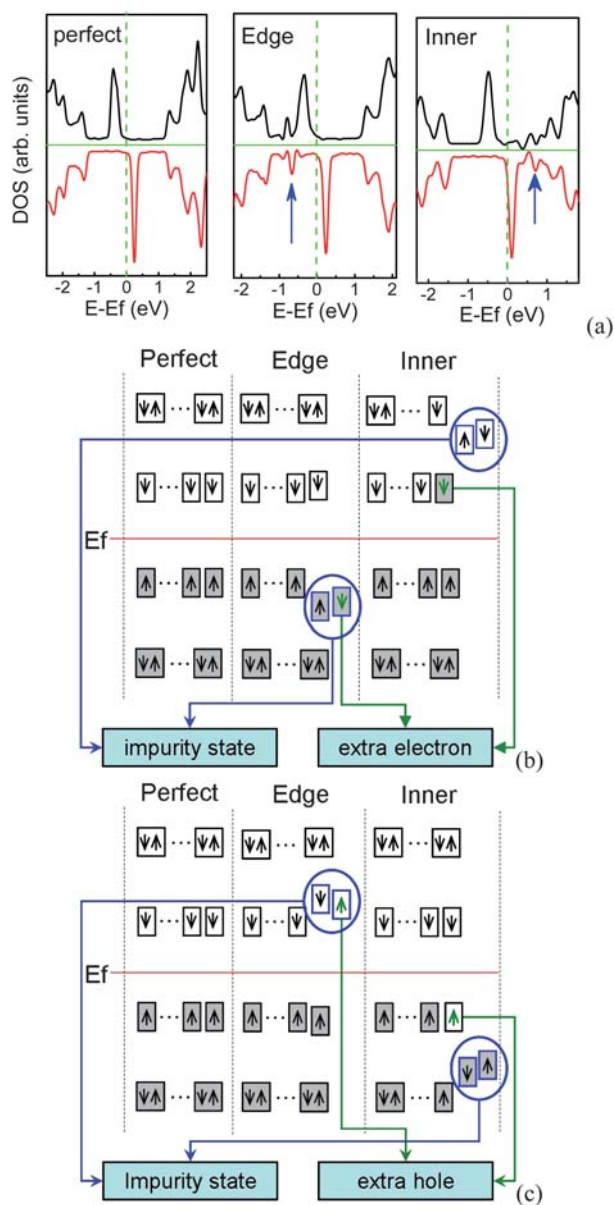 perfect Edge Inner
DOS (arb. units)
-2 -1 0 1 2 -2 -1 0 1 2 -2 -1 0 1
E-Ef (eV) E-Ef (eV) E-Ef (eV)
(a)
Perfect Edge Inner
Ef
impurity state extra electron
(b)
Perfect Edge Inner
Ef
Impurity state extra hole
(c)